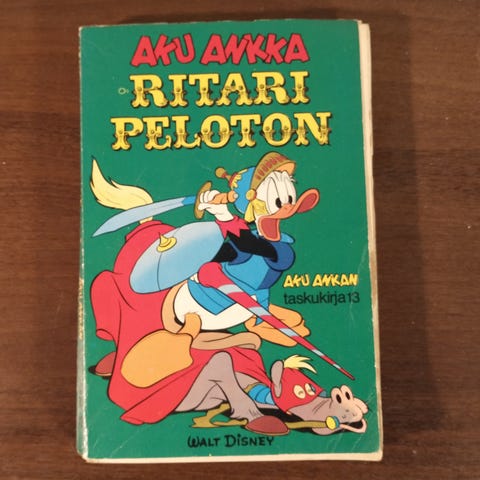 AKU ANKKA
RITARI
PELOTON
AKU ANKAN
taskukirja 13
WALT DISNEY